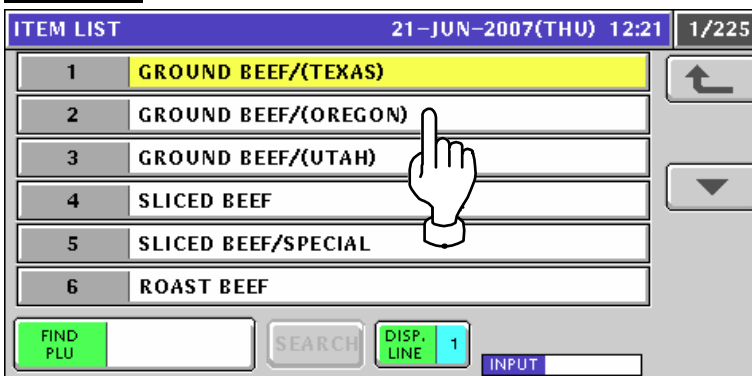 ITEM LIST 21-JUN-2007(THU) 12:21 1/225
1 GROUND BEEF/(TEXAS)
2 GROUND BEEF/(OREGON)
3 GROUND BEEF/(UTAH)
4 SLICED BEEF
5 SLICED BEEF/SPECIAL
6 ROAST BEEF
FIND PLU SEARCH DISP. LINE 1 INPUT